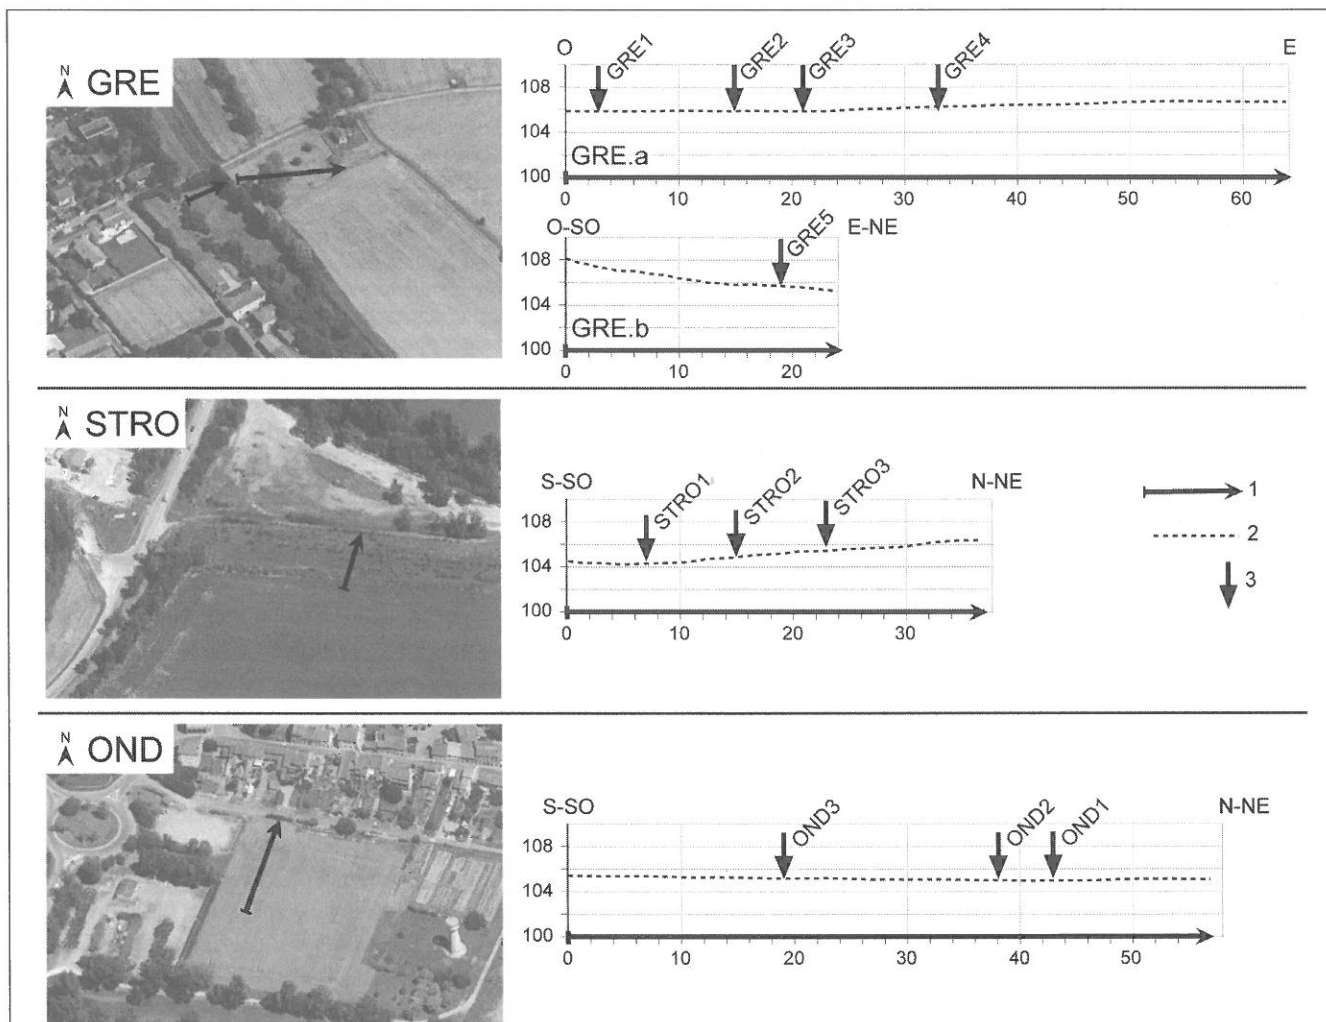 N
GRE
O
E
GRE1
GRE2
GRE3
GRE4
108
104
GRE.a
100
0
10
20
30
40
50
60
O-SO
E-NE
GRE5
108
104
GRE.b
100
0
10
20
N
STRO
S-SO
N-NE
STRO1
STRO2
STRO3
108
104
100
0
10
20
30
1
2
3
N
OND
S-SO
N-NE
OND3
OND2
OND1
108
104
100
0
10
20
30
40
50